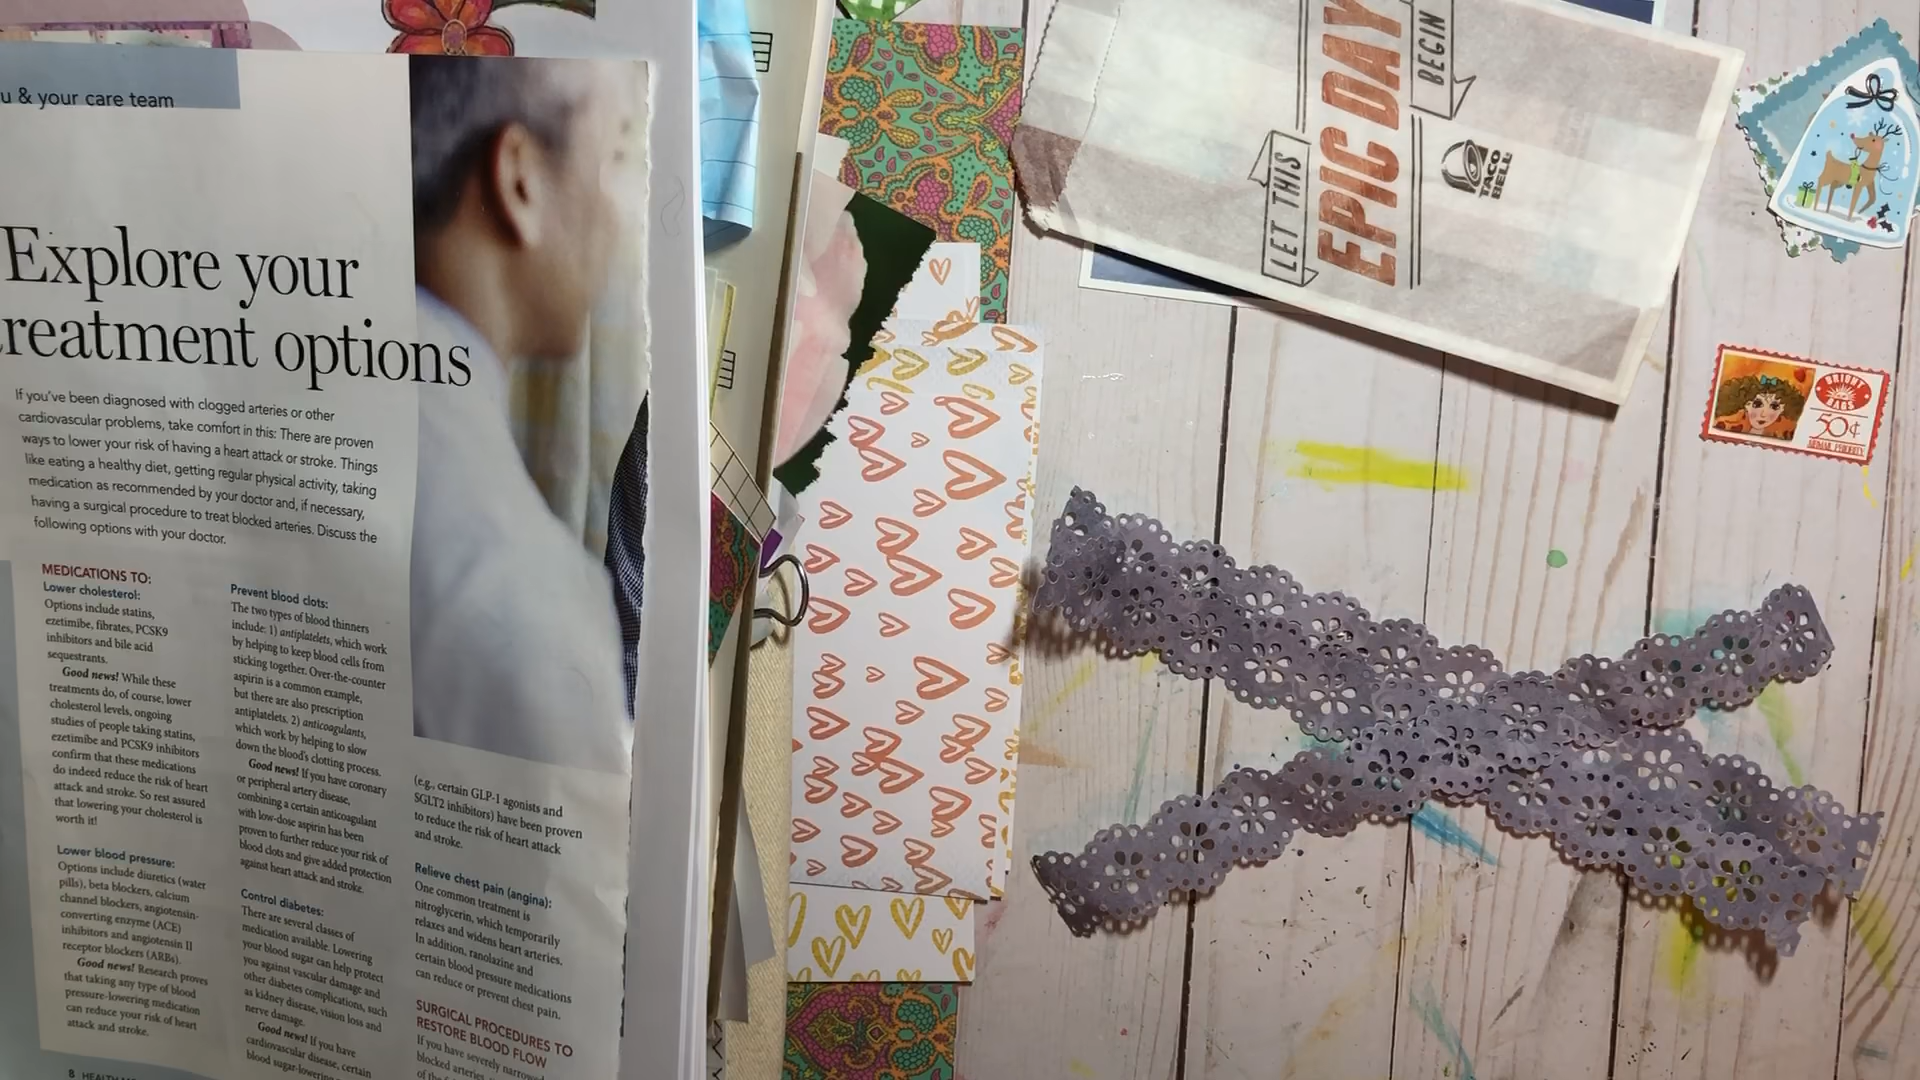 u & your care team
Explore your
reatment options
If you've been diagnosed with clogged arteries or other
cardiovascular problems, take comfort in this: There are proven
ways to lower your risk of having a heart attack or stroke. Things
like eating a healthy diet, getting regular physical activity, taking
medication as recommended by your doctor and, if necessary,
having a surgical procedure to treat blocked arteries. Discuss the
following options with your doctor.
MEDICATIONS TO:
Lower cholesterol:
Options include statins,
ezetimibe, fibrates, PCSK9
inhibitors and bile acid
sequestrants.
Good news! While these
treatments do, of course, lower
cholesterol levels, ongoing
studies of people taking statins,
ezetimibe and PCSK9 inhibitors
confirm that these medications
do indeed reduce the risk of heart
attack and stroke. So rest assured
that lowering your cholesterol is
worth it!
Lower blood pressure:
Options include diuretics (water
pills), beta blockers, calcium
channel blockers, angiotensin-
converting enzyme (ACE)
inhibitors and angiotensin II
receptor blockers (ARBs).
Good news! Research proves
that taking any type of blood
pressure-lowering medication
can reduce your risk of heart
attack and stroke.
Prevent blood clots:
The two types of blood thinners
include: 1) antiplatelets, which work
by helping to keep blood cells from
sticking together. Over-the-counter
aspirin is a common example,
but there are also prescription
antiplatelets. 2) anticoagulants,
which work by helping to slow
down the blood's clotting process.
Good news! If you have coronary
or peripheral artery disease,
combining a certain anticoagulant
with low-dose aspirin has been
proven to further reduce your risk of
blood clots and give added protection
against heart attack and stroke.
Control diabetes:
There are several classes of
medication available. Lowering
your blood sugar can help protect
you against vascular damage and
other diabetes complications, such
as kidney disease, vision loss and
nerve damage.
Good news! If you have
cardiovascular disease, certain
blood sugar-lowering
(e.g., certain GLP-1 agonists and
SGLT2 inhibitors) have been proven
to reduce the risk of heart attack
and stroke.
Relieve chest pain (angina):
One common treatment is
nitroglycerin, which temporarily
relaxes and widens heart arteries.
In addition, ranolazine and
certain blood pressure medications
can reduce or prevent chest pain.
SURGICAL PROCEDURES TO
RESTORE BLOOD FLOW
If you have severely narrow
blocked arteries,
of the
8 HEALTH
LET THIS
EPIC DAY
BEGIN
TACO
BELL
BRIGHT
50¢